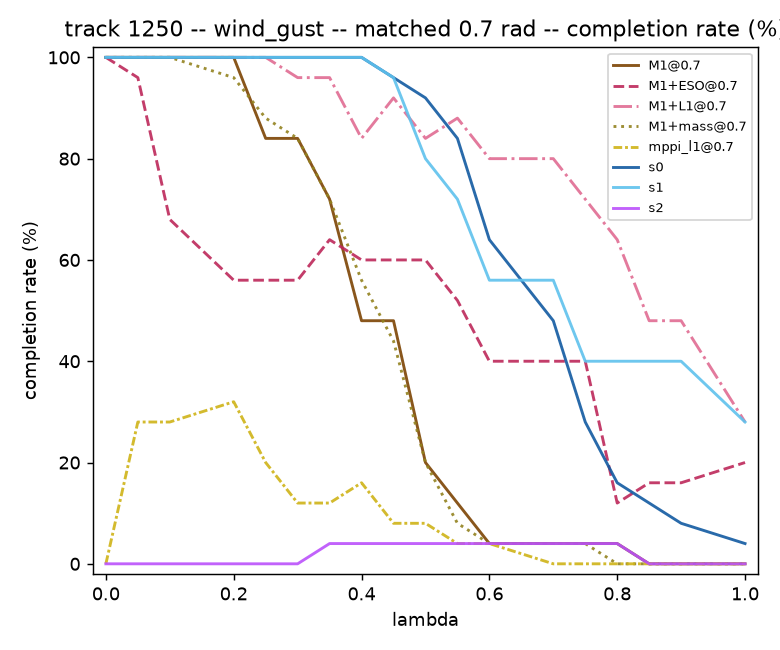 track 1250 -- wind_gust -- matched 0.7 rad -- completion rate (%)
completion rate (%)
100
80
60
40
20
0
0.0 0.2 0.4 0.6 0.8 1.0
lambda
M1@0.7
M1+ESO@0.7
M1+L1@0.7
M1+mass@0.7
mppi_l1@0.7
s0
s1
s2